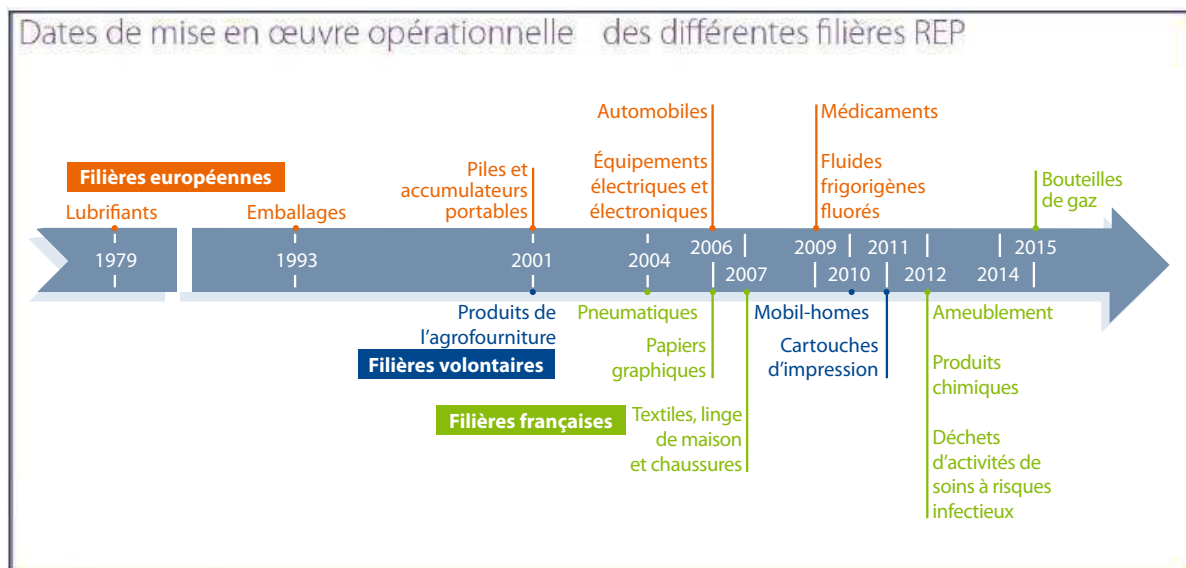 Dates de mise en œuvre opérationnelle des différentes filières REP
Automobiles
Médicaments
Filières européennes
Piles et
accumulateurs
portables
Équipements
électriques et
électroniques
Fluides
frigorigènes
fluorés
Bouteilles
de gaz
Lubrifiants
Emballages
1979
1993
2001
2004
2006
2007
2009
2010
2011
2012
2014
2015
Produits de
l'agrofourniture
Filières volontaires
Pneumatiques
Papiers
graphiques
Mobil-homes
Cartouches
d'impression
Ameublement
Produits
chimiques
Filières françaises
Textiles, linge
de maison
et chaussures
Déchets
d'activités de
soins à risques
infectieux